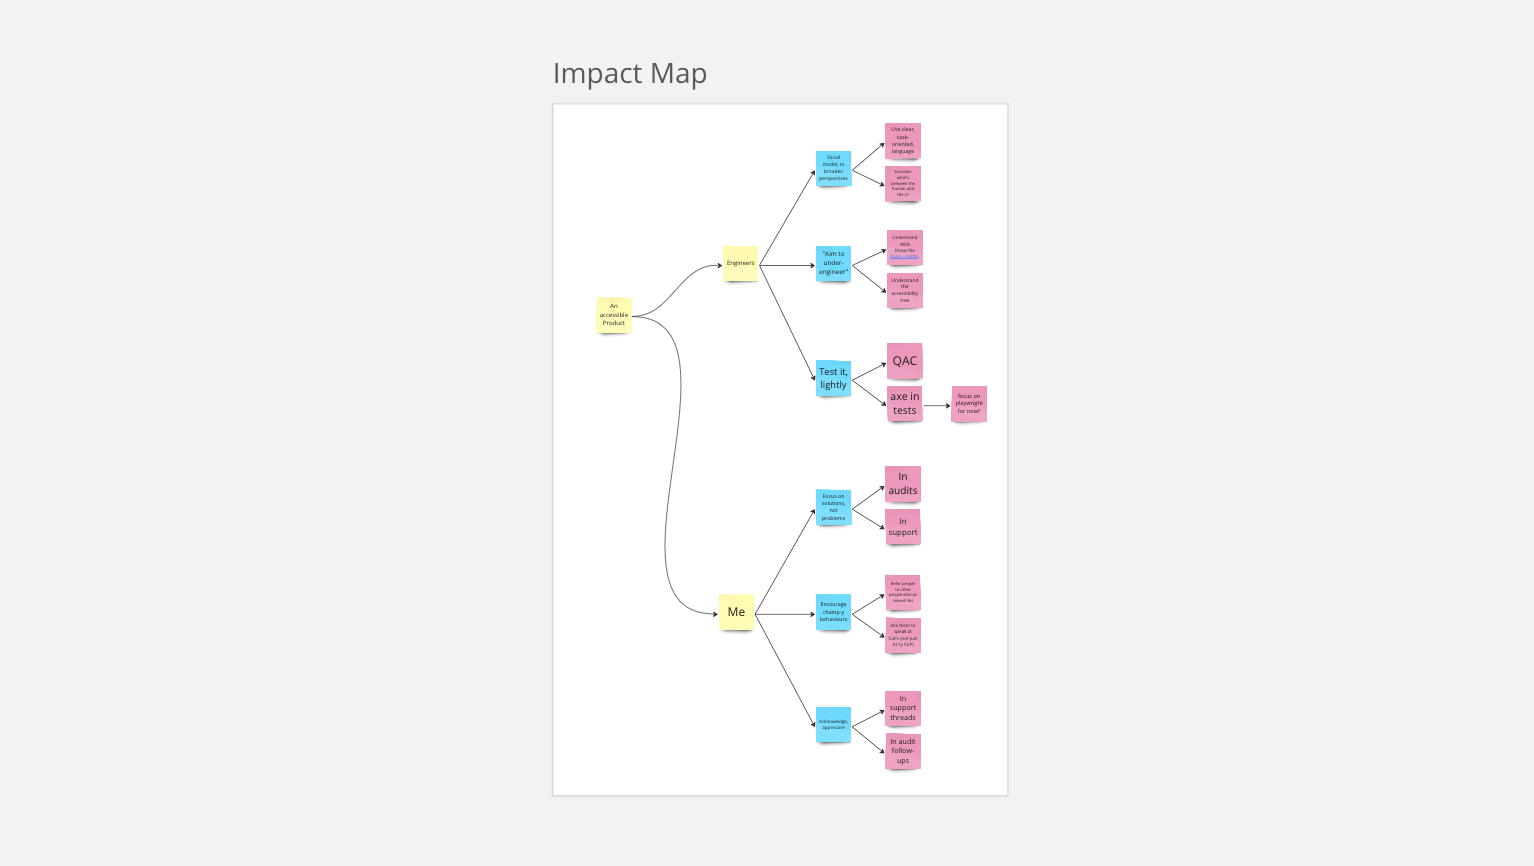 Impact Map
An
accessible
Product
Engineers
Social
model, to
broaden
perspectives
Use clear,
task-
oriented,
language
Consider
what's
between the
human and
the UI
"Aim to
under-
engineer"
Understand
ARIA
Know the
Rules of ARIA
Understand
the
accessibility
tree
Test it,
lightly
QAC
axe in
tests
focus on
playwright
for now?
Me
Focus on
solutions,
not
problems
In
audits
In
support
Encourage
champ-y
behaviours
Refer people
to other
people who've
solved this
Ask them to
speak at
CoPs (not just
A11y CoP)
Acknowledge,
appreciate
In
support
threads
In audit
follow-
ups